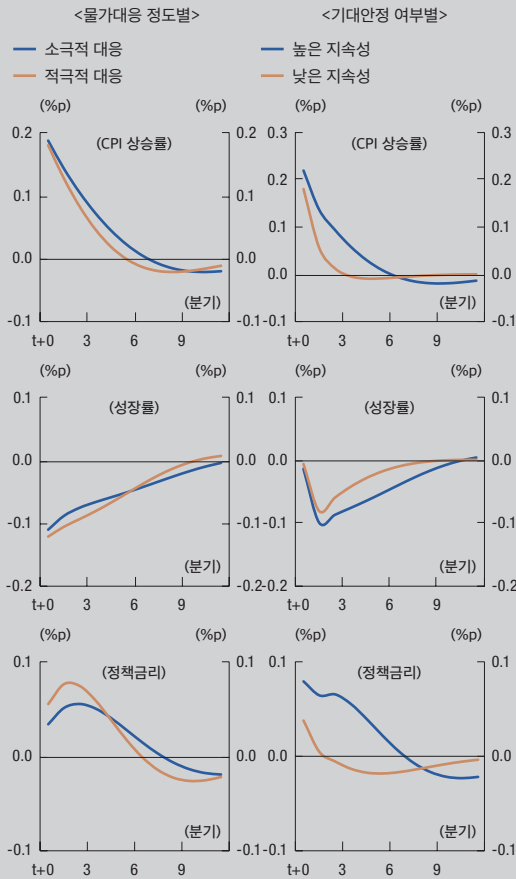 <물가대응 정도별>
소극적 대응
적극적 대응
(%p) (%p)
(CPI 상승률)
0.2 0.2
0.1 0.1
0.0 0.0
-0.1 -0.1
(분기)
t+0 3 6 9
(%p) (%p)
(성장률)
0.1 0.1
0.0 0.0
-0.1 -0.1
-0.2 -0.2
(분기)
t+0 3 6 9
(%p) (%p)
(정책금리)
0.1 0.1
0.0 0.0
-0.1 -0.1
(분기)
t+0 3 6 9
<기대안정 여부별>
높은 지속성
낮은 지속성
(%p) (%p)
(CPI 상승률)
0.3 0.3
0.2 0.2
0.1 0.1
0.0 0.0
-0.1 -0.1
(분기)
t+0 3 6 9
(%p) (%p)
(성장률)
0.1 0.1
0.0 0.0
-0.1 -0.1
-0.2 -0.2
(분기)
t+0 3 6 9
(%p) (%p)
(정책금리)
0.1 0.1
0.0 0.0
-0.1 -0.1
(분기)
t+0 3 6 9